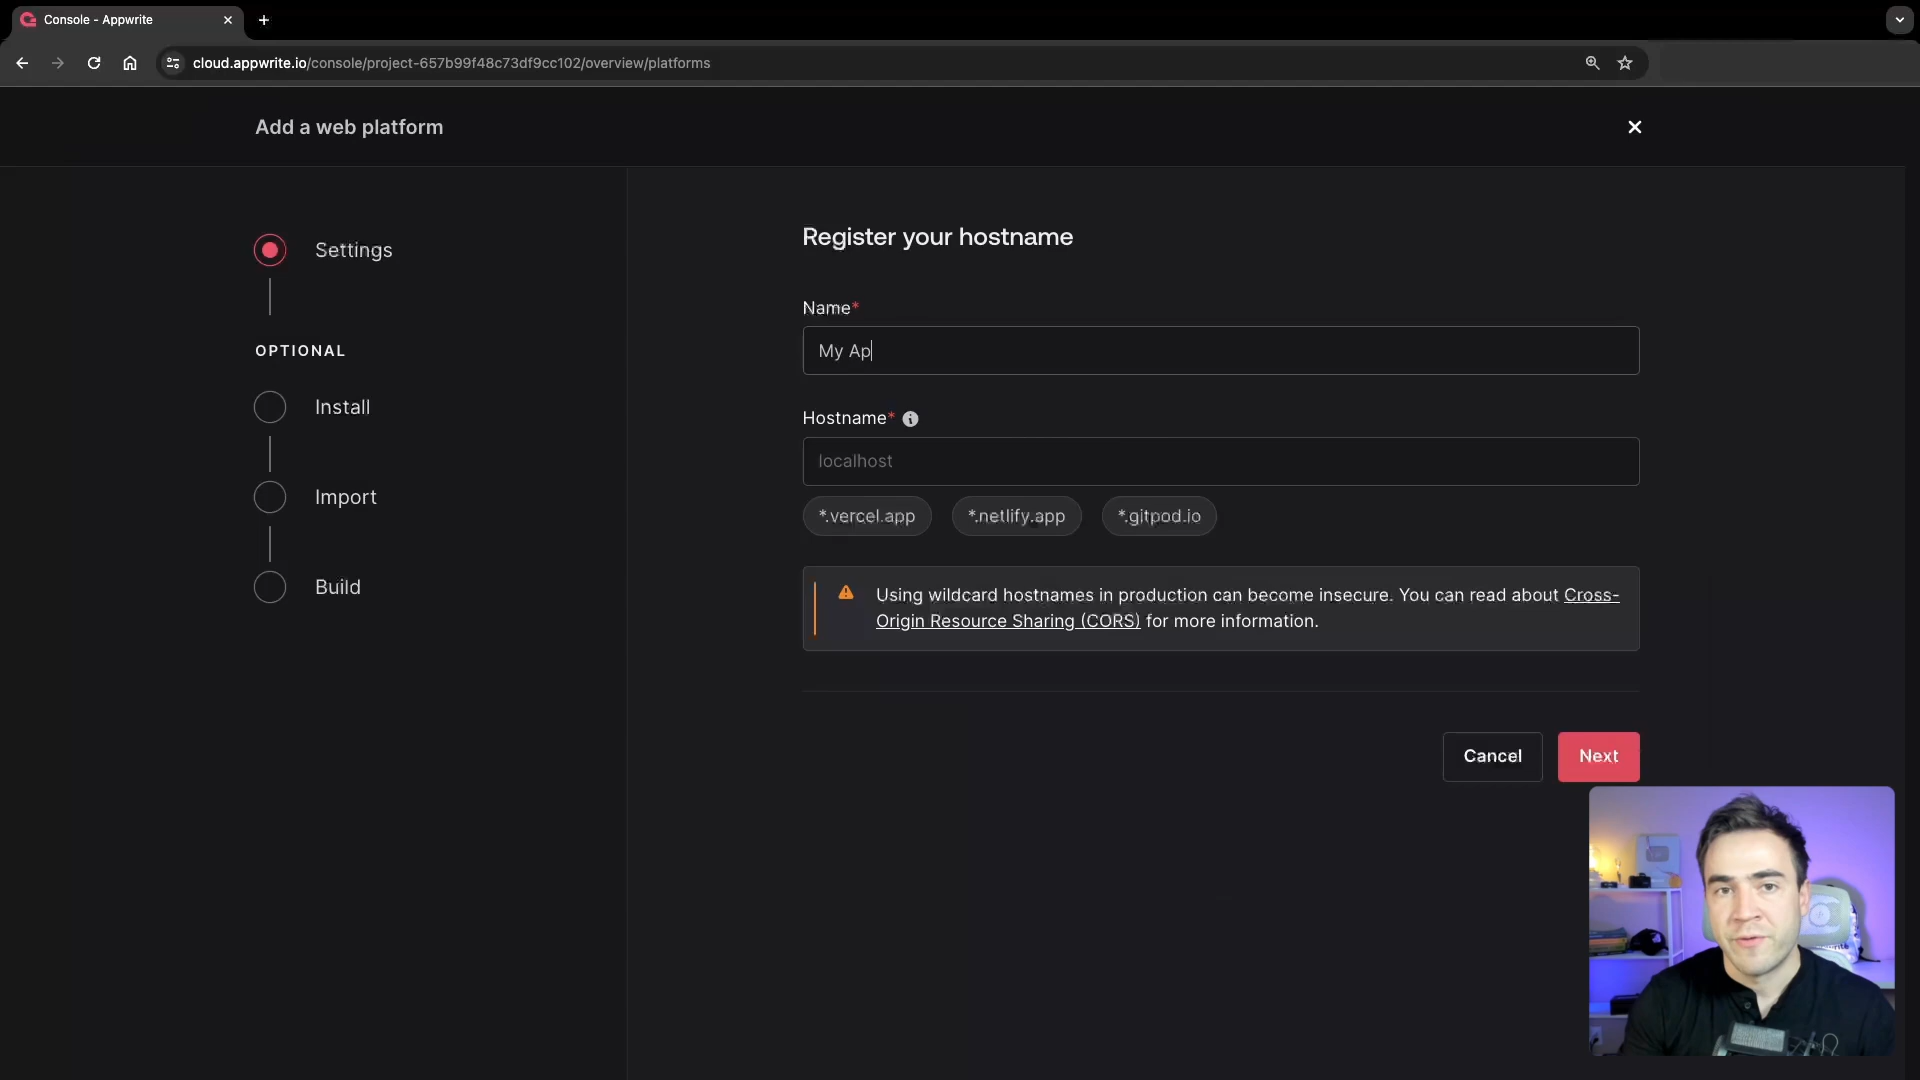 Console - Appwrite
cloud.appwrite.io/console/project-657b99f48c73df9cc102/overview/platforms
Add a web platform
Settings
OPTIONAL
Install
Import
Build
Register your hostname
Name*
My Ap
Hostname*
localhost
*.vercel.app *.netlify.app *.gitpod.io
Using wildcard hostnames in production can become insecure. You can read about Cross-
Origin Resource Sharing (CORS) for more information.
Cancel Next